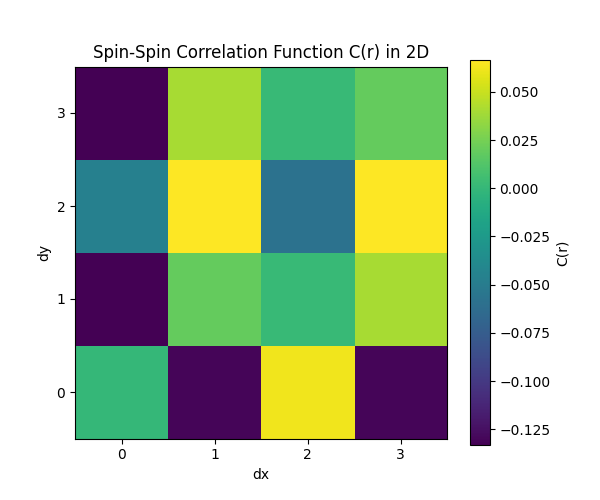 Spin-Spin Correlation Function C(r) in 2D
3
2
1
0
dy
0 1 2 3
dx
0.050
0.025
0.000
−0.025
−0.050
−0.075
−0.100
−0.125
C(r)